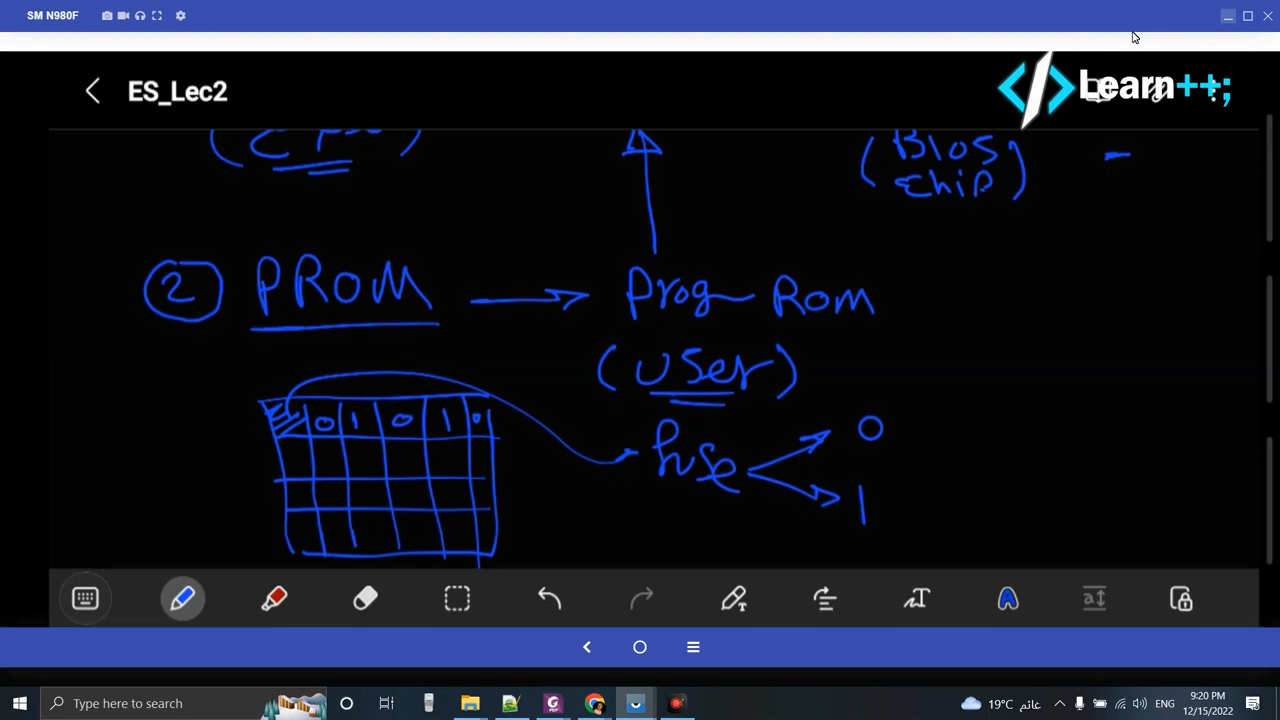 SM N980F
ES_Lec2
</> Learn++;
(BIOS
chip)
2 PROM → Prog ROM
(User)
0 1 0 1 0
0
1
Type here to search
19°C غائم
ENG
9:20 PM
12/15/2022